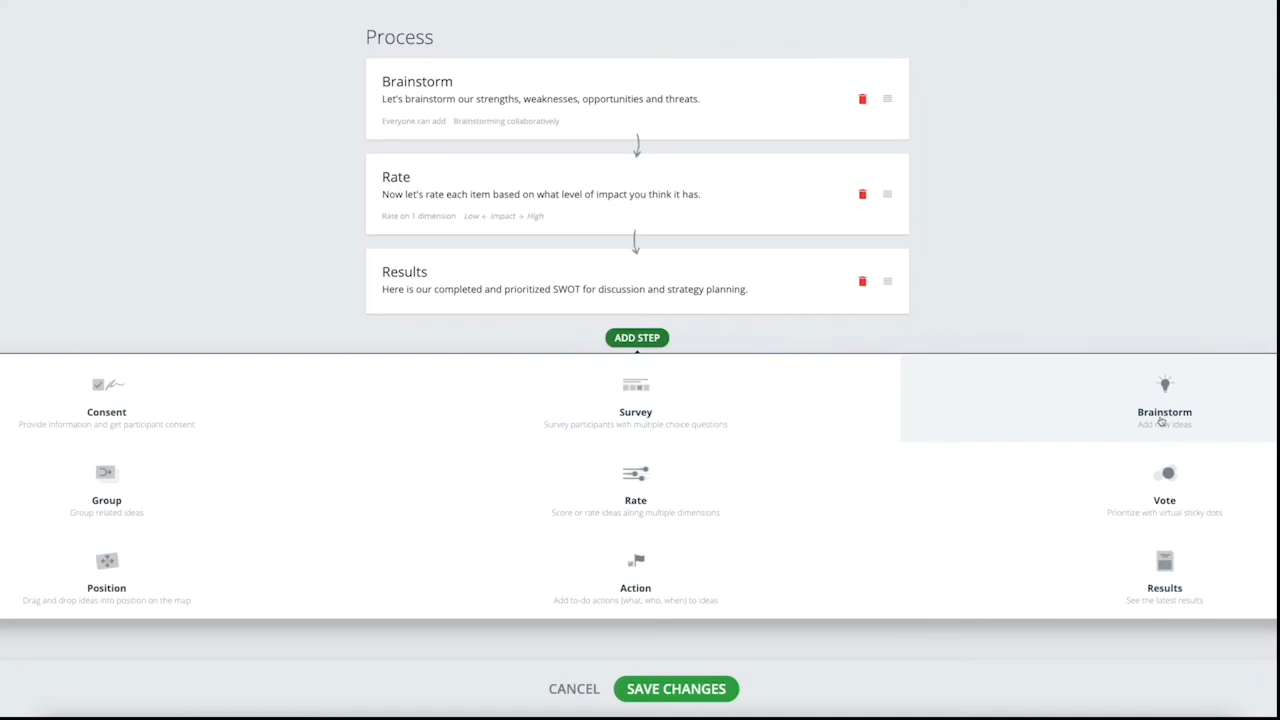 Process
Brainstorm
Let's brainstorm our strengths, weaknesses, opportunities and threats.
Everyone can add Brainstorming collaboratively
Rate
Now let's rate each item based on what level of impact you think it has.
Rate on 1 dimension Low ← Impact → High
Results
Here is our completed and prioritized SWOT for discussion and strategy planning.
ADD STEP
Consent
Provide information and get participant consent
Survey
Survey participants with multiple choice questions
Brainstorm
Add new ideas
Group
Group related ideas
Rate
Score or rate ideas along multiple dimensions
Vote
Prioritize with virtual sticky dots
Position
Drag and drop ideas into position on the map
Action
Add to-do actions (what, who, when) to ideas
Results
See the latest results
CANCEL SAVE CHANGES